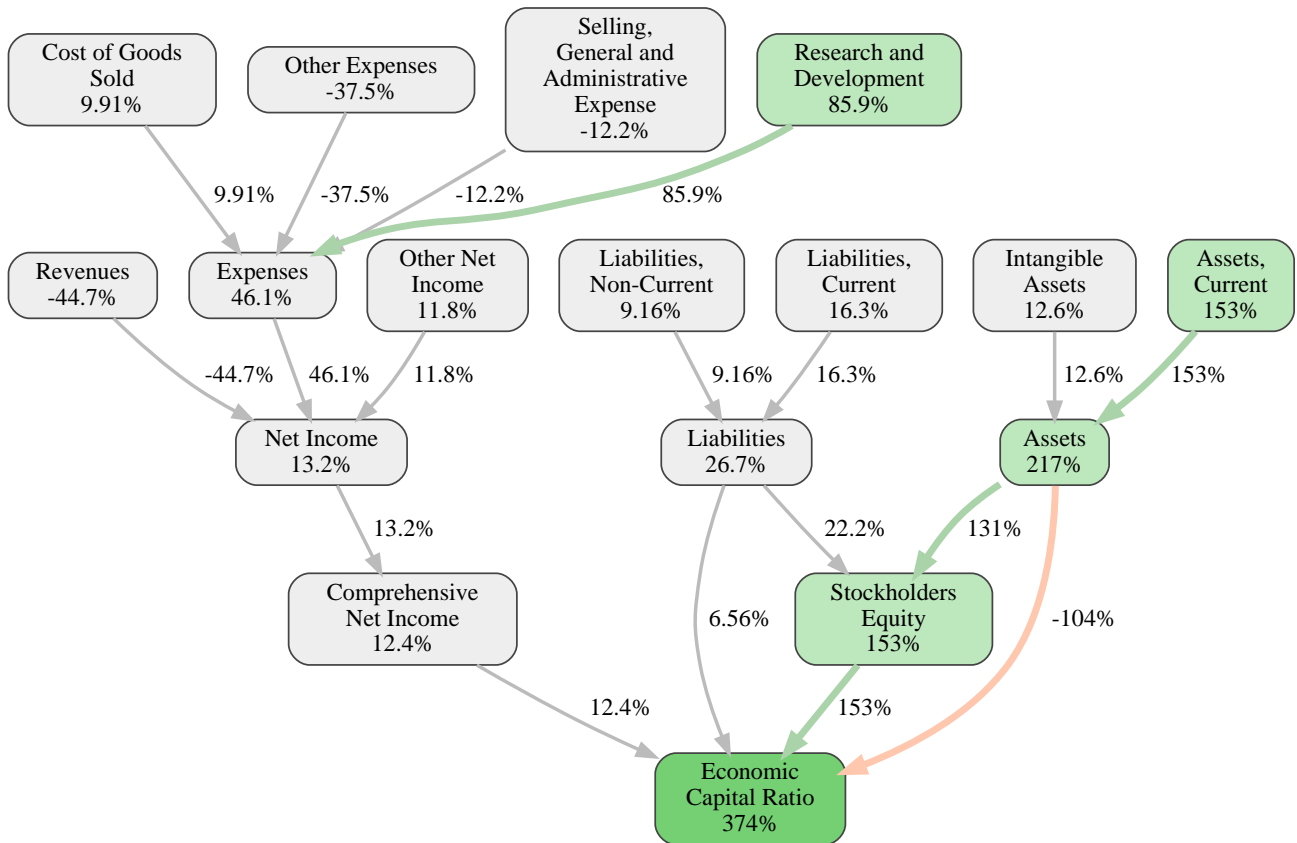 Cost of Goods
Sold
9.91%
Other Expenses
-37.5%
Selling,
General and
Administrative
Expense
-12.2%
Research and
Development
85.9%
9.91%
-37.5%
-12.2%
85.9%
Revenues
-44.7%
Expenses
46.1%
Other Net
Income
11.8%
Liabilities,
Non-Current
9.16%
Liabilities,
Current
16.3%
Intangible
Assets
12.6%
Assets,
Current
153%
-44.7%
46.1%
11.8%
9.16%
16.3%
12.6%
153%
Net Income
13.2%
Liabilities
26.7%
Assets
217%
13.2%
22.2%
131%
Comprehensive
Net Income
12.4%
6.56%
Stockholders
Equity
153%
-104%
12.4%
153%
Economic
Capital Ratio
374%